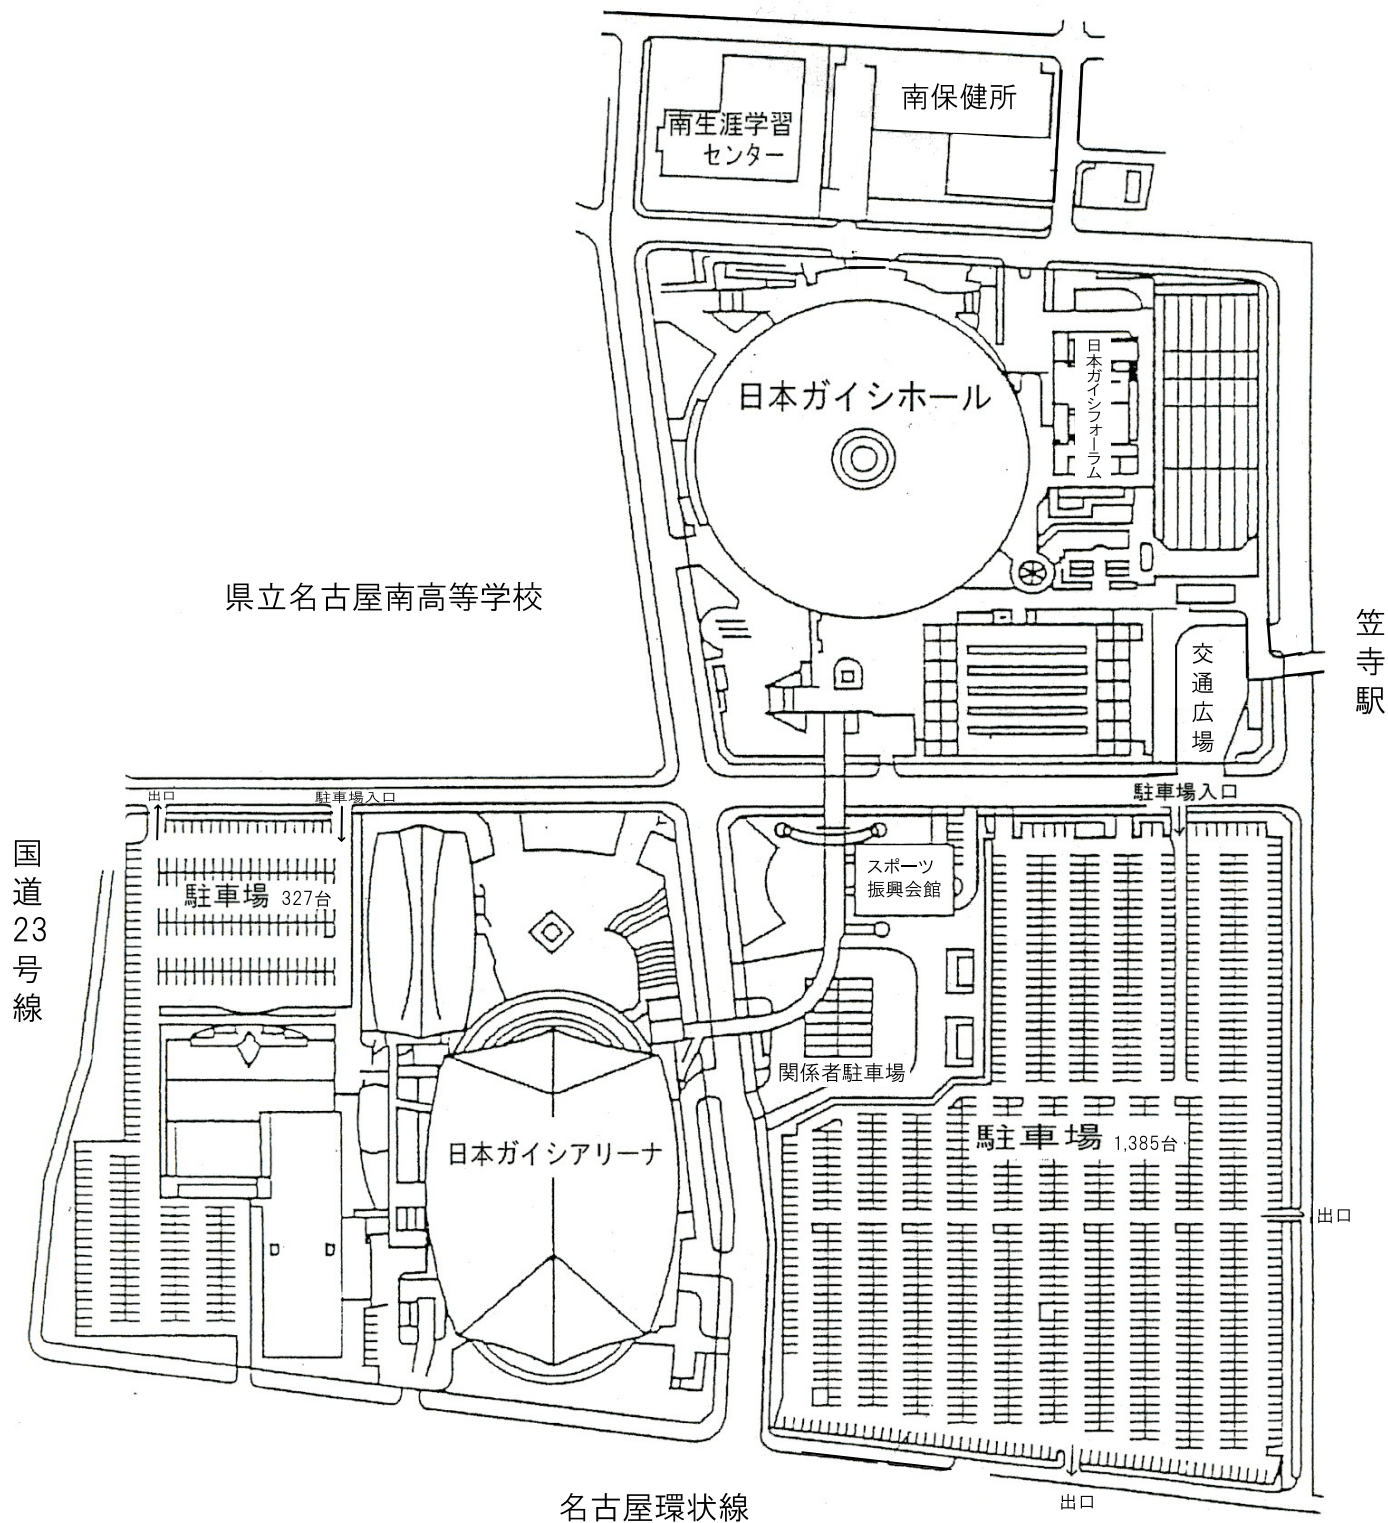 南保健所
南生涯学習
センター
日本ガイシホール
日本ガイシフォーラム
県立名古屋南高等学校
笠寺駅
交通広場
出口
駐車場入口
駐車場入口
国道23号線
駐車場 327台
スポーツ
振興会館
関係者駐車場
駐車場 1,385台
日本ガイシアリーナ
出口
出口
名古屋環状線